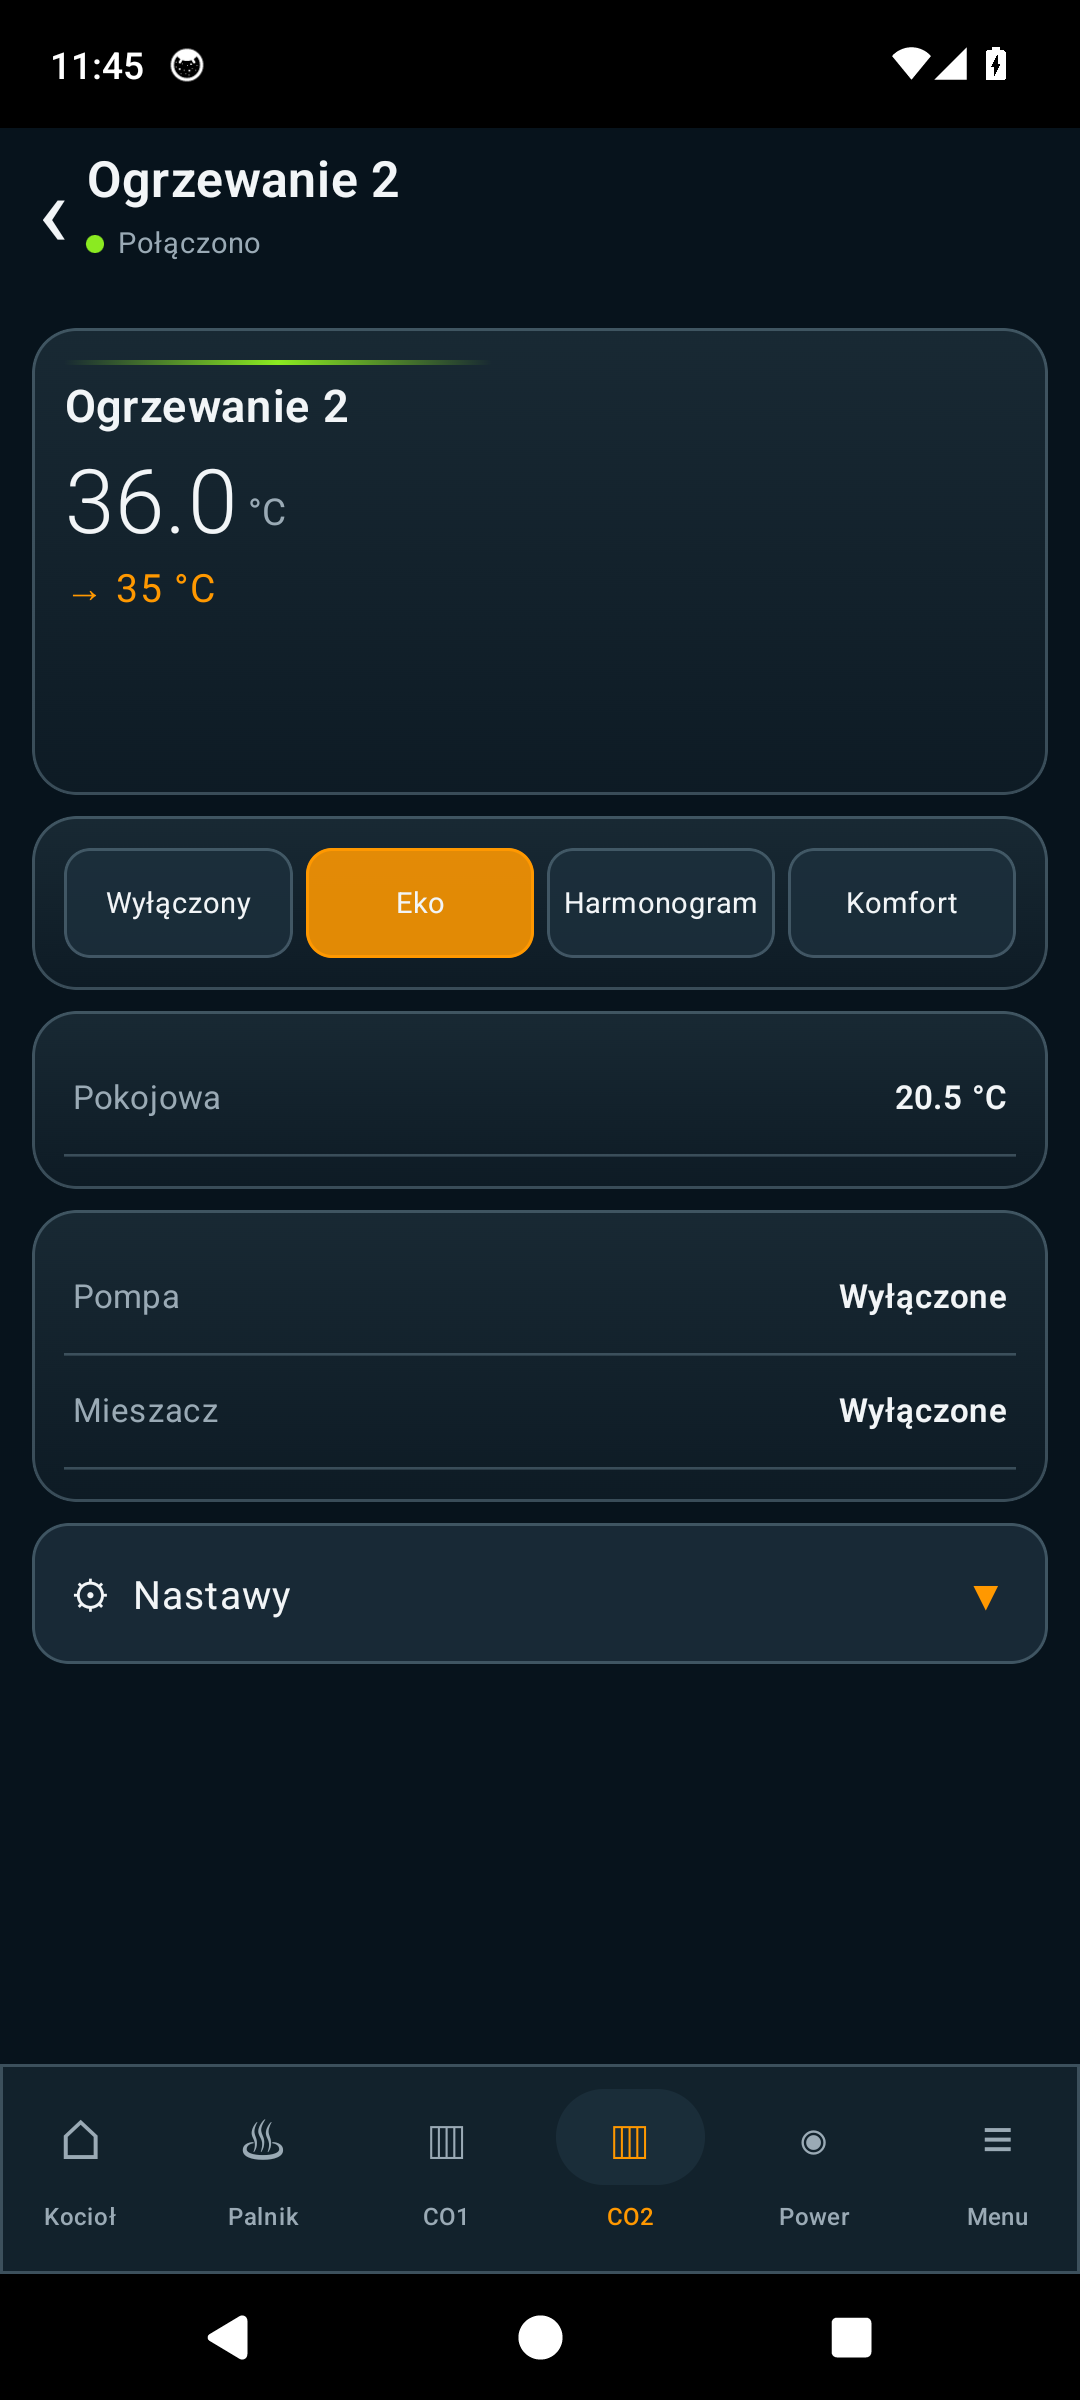 11:45
Ogrzewanie 2
Połączono
Ogrzewanie 2
36.0 °C
→ 35 °C
Wyłączony Eko Harmonogram Komfort
Pokojowa 20.5 °C
Pompa Wyłączone
Mieszacz Wyłączone
Nastawy
Kocioł Palnik CO1 CO2 Power Menu